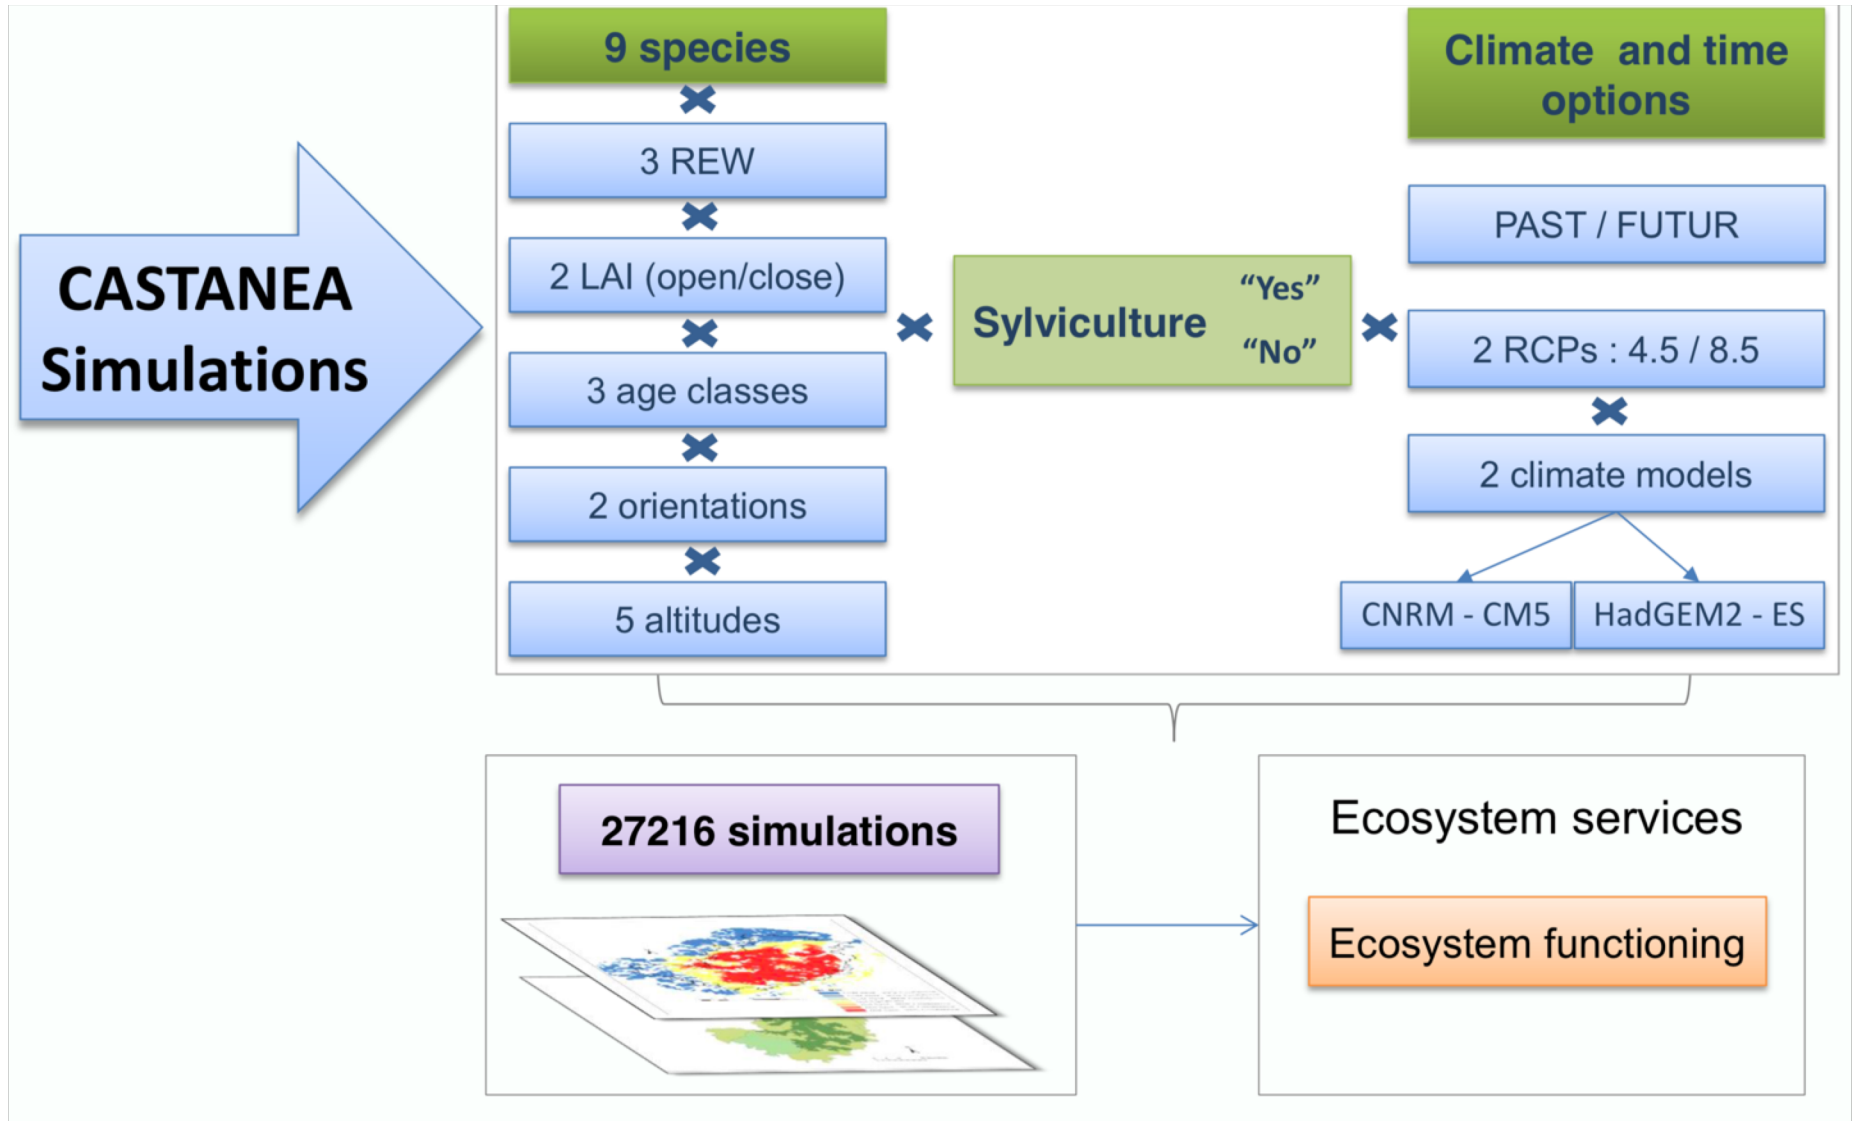 CASTANEA
Simulations
9 species
3 REW
2 LAI (open/close)
3 age classes
2 orientations
5 altitudes
Sylviculture
“Yes”
“No”
Climate and time
options
PAST / FUTUR
2 RCPs : 4.5 / 8.5
2 climate models
CNRM - CM5
HadGEM2 - ES
27216 simulations
Ecosystem services
Ecosystem functioning